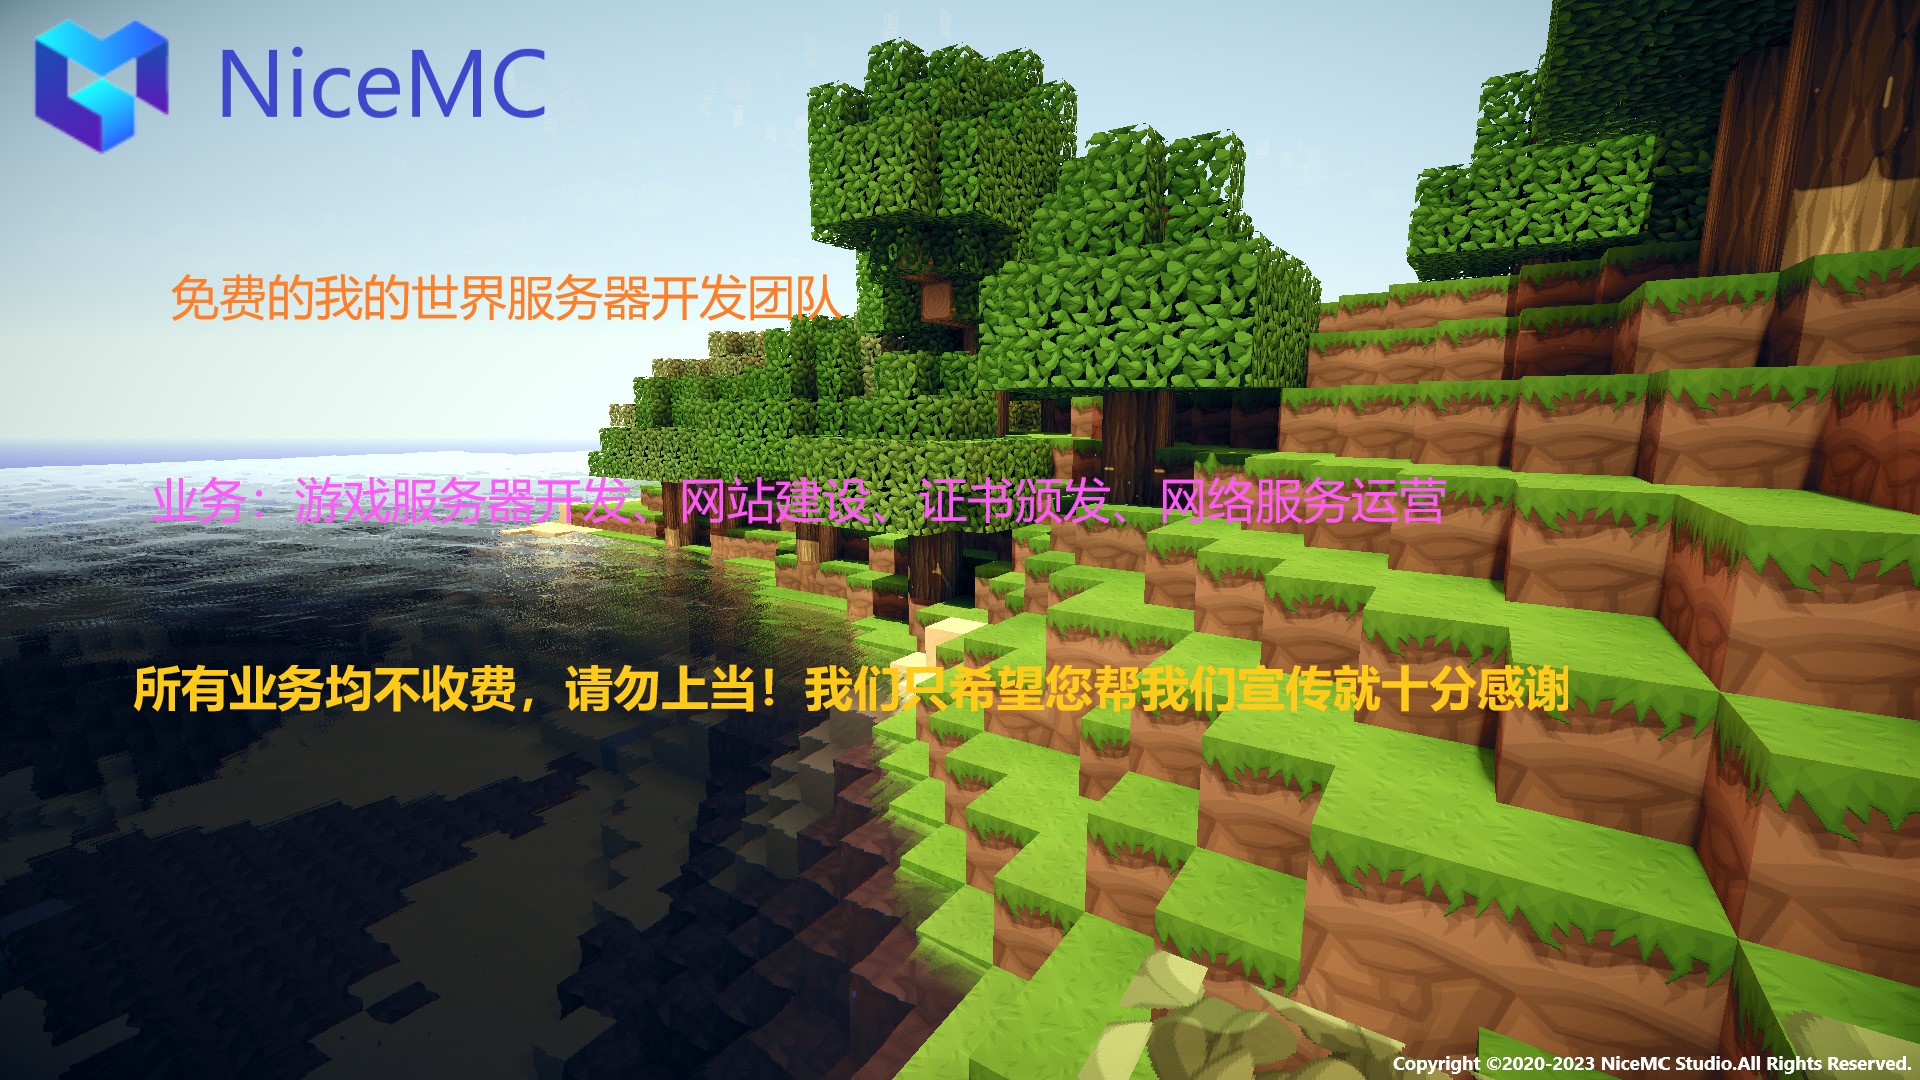 NiceMC
免费的我的世界服务器开发团队
业务：游戏服务器开发、网站建设、证书颁发、网络服务运营
所有业务均不收费，请勿上当！我们只希望您帮我们宣传就十分感谢
Copyright ©2020-2023 NiceMC Studio.All Rights Reserved.